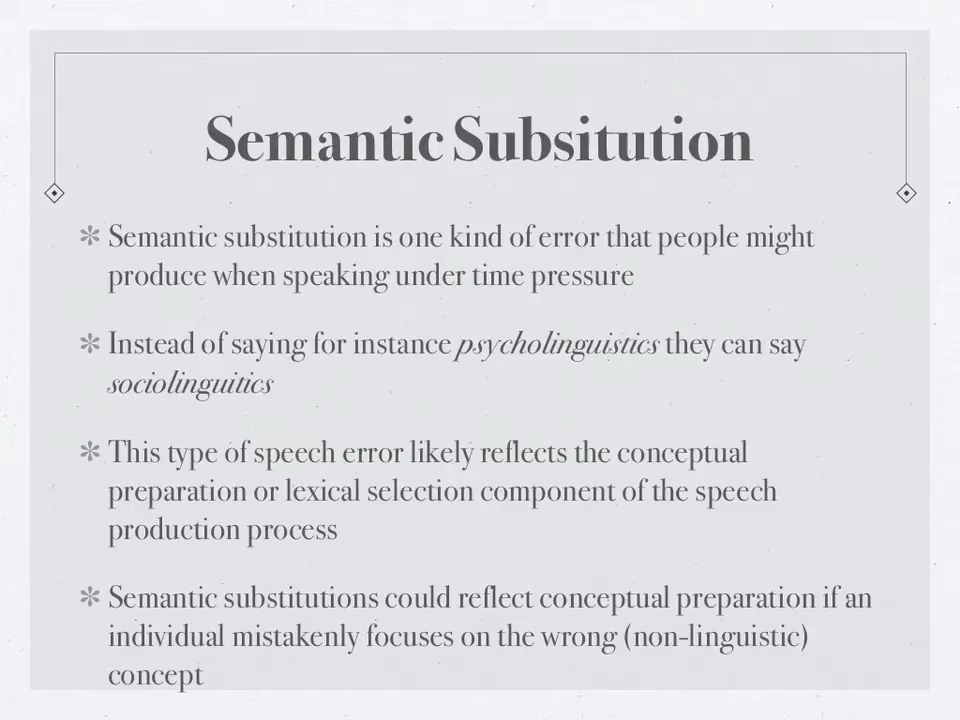 Semantic Subsitution
✻ Semantic substitution is one kind of error that people might
produce when speaking under time pressure
✻ Instead of saying for instance psycholinguistics they can say
sociolinguitics
✻ This type of speech error likely reflects the conceptual
preparation or lexical selection component of the speech
production process
✻ Semantic substitutions could reflect conceptual preparation if an
individual mistakenly focuses on the wrong (non-linguistic)
concept